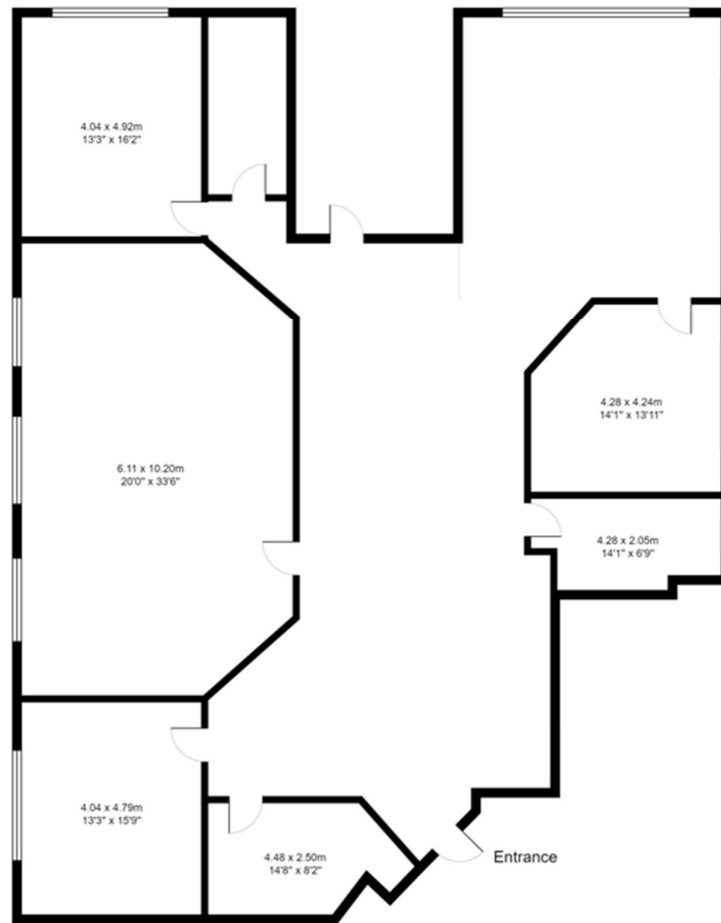 4.04 x 4.92m
13'3" x 16'2"
4.28 x 4.24m
14'1" x 13'11"
6.11 x 10.20m
20'0" x 33'6"
4.28 x 2.05m
14'1" x 6'9"
4.04 x 4.79m
13'3" x 15'9"
4.48 x 2.50m
14'8" x 8'2"
Entrance